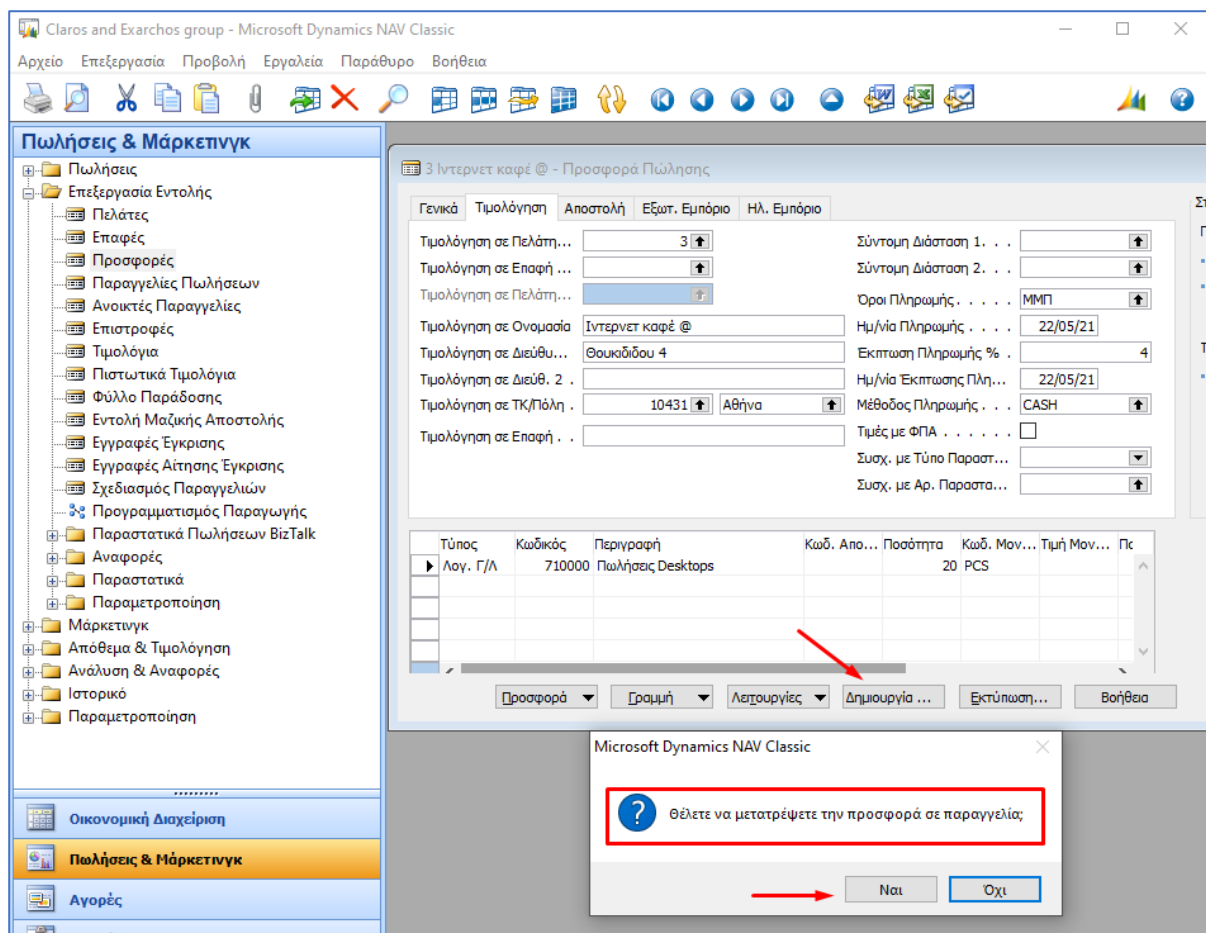 Claros and Exarchos group - Microsoft Dynamics NAV Classic
Αρχείο Επεξεργασία Προβολή Εργαλεία Παράθυρο Βοήθεια
Πωλήσεις & Μάρκετινγκ
Πωλήσεις
Επεξεργασία Εντολής
Πελάτες
Επαφές
Προσφορές
Παραγγελίες Πωλήσεων
Ανοικτές Παραγγελίες
Επιστροφές
Τιμολόγια
Πιστωτικά Τιμολόγια
Φύλλο Παράδοσης
Εντολή Μαζικής Αποστολής
Εγγραφές Έγκρισης
Εγγραφές Αίτησης Έγκρισης
Σχεδιασμός Παραγγελιών
Προγραμματισμός Παραγωγής
Παραστατικά Πωλήσεων BizTalk
Αναφορές
Παραστατικά
Παραμετροποίηση
Μάρκετινγκ
Απόθεμα & Τιμολόγηση
Ανάλυση & Αναφορές
Ιστορικό
Παραμετροποίηση
Οικονομική Διαχείριση
Πωλήσεις & Μάρκετινγκ
Αγορές
3 Ιντερνετ καφέ @ - Προσφορά Πώλησης
Γενικά Τιμολόγηση Αποστολή Εξωτ. Εμπόριο Ηλ. Εμπόριο
Τιμολόγηση σε Πελάτη... 3 Σύντομη Διάσταση 1. . .
Τιμολόγηση σε Επαφή ... Σύντομη Διάσταση 2. . .
Τιμολόγηση σε Πελάτη... Όροι Πληρωμής . . . . . ΜΜΠ
Τιμολόγηση σε Ονομασία Ιντερνετ καφέ @ Ημ/νία Πληρωμής . . . . 22/05/21
Τιμολόγηση σε Διεύθυ... Θουκιδιδου 4 Έκπτωση Πληρωμής % . 4
Τιμολόγηση σε Διεύθ. 2 . Ημ/νία Έκπτωσης Πλη... 22/05/21
Τιμολόγηση σε ΤΚ/Πόλη . 10431 Αθήνα Μέθοδος Πληρωμής . . . CASH
Τιμολόγηση σε Επαφή . . Τιμές με ΦΠΑ . . . . . .
Συσχ. με Τύπο Παραστ...
Συσχ. με Αρ. Παραστα...
Τύπος Κωδικός Περιγραφή Κωδ. Απο... Ποσότητα Κωδ. Μον... Τιμή Μον... Πο
Λογ. Γ/Λ 710000 Πωλήσεις Desktops 20 PCS
Προσφορά Γραμμή Λειτουργίες Δημιουργία ... Εκτύπωση... Βοήθεια
Microsoft Dynamics NAV Classic
Θέλετε να μετατρέψετε την προσφορά σε παραγγελία;
Ναι Όχι